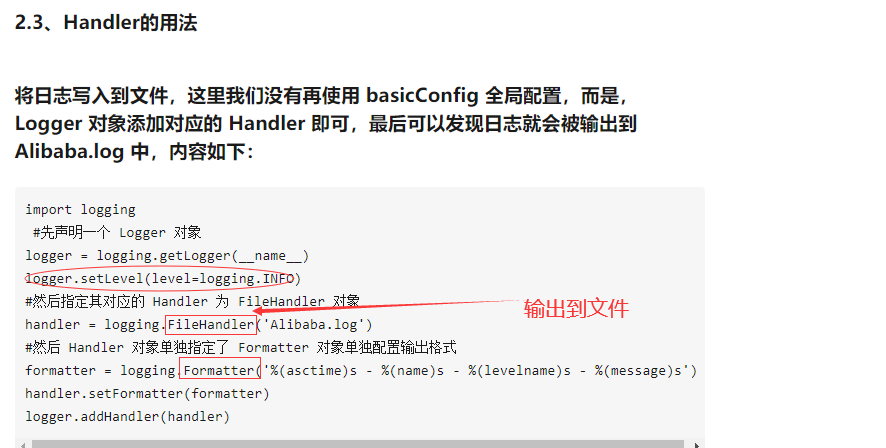 2.3、Handler的用法
将日志写入到文件，这里我们没有再使用 basicConfig 全局配置，而是，
Logger 对象添加对应的 Handler 即可，最后可以发现日志就会被输出到
Alibaba.log 中，内容如下：
import logging
#先声明一个 Logger 对象
logger = logging.getLogger(__name__)
logger.setLevel(level=logging.INFO)
#然后指定其对应的 Handler 为 FileHandler 对象
handler = logging.FileHandler('Alibaba.log')
输出到文件
#然后 Handler 对象单独指定了 Formatter 对象单独配置输出格式
formatter = logging.Formatter('%(asctime)s - %(name)s - %(levelname)s - %(message)s')
handler.setFormatter(formatter)
logger.addHandler(handler)